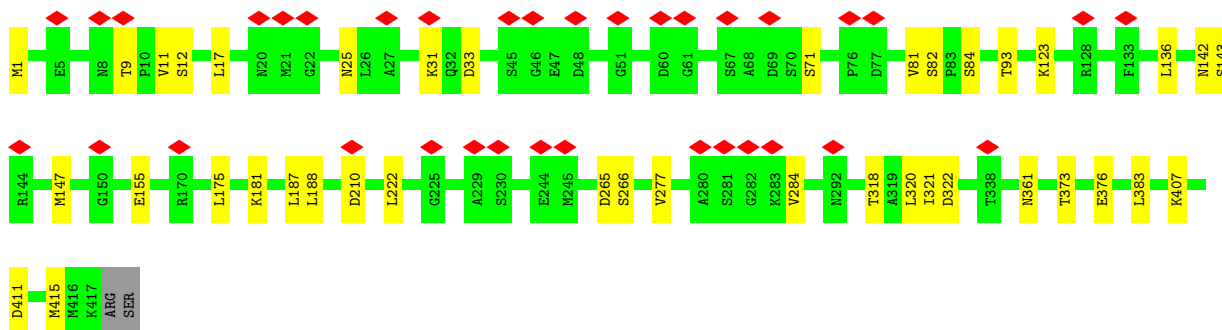 M1 E5 N8 T9 P10 V11 S12 L17 N20 M21 G22 N25 L26 A27 K31 Q32 D33 S45 G46 E47 D48 G51 D60 G61 S67 A68 D69 S70 S71 P76 D77 V81 S82 P83 S84 T93 K123 R128 F133 L136 N142 S143
R144 M147 G150 E155 R170 L175 K181 L187 L188 D210 L222 G225 A229 S230 E244 M245 D265 S266 V277 A280 S281 G282 K283 V284 N292 T318 A319 L320 I321 D322 T338 N361 T373 E376 L383 K407
D411 M415 M416 K417 ARG SER